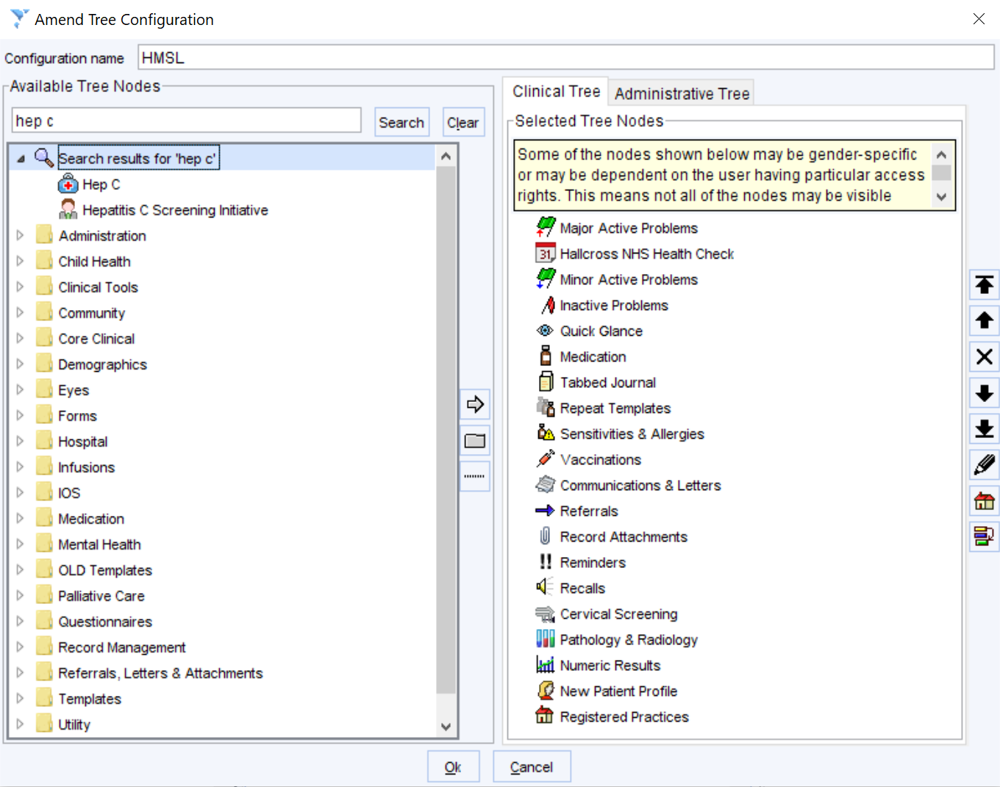 Amend Tree Configuration
Configuration name HMSL
Available Tree Nodes
hep c Search Clear
Search results for 'hep c'
Hep C
Hepatitis C Screening Initiative
Administration
Child Health
Clinical Tools
Community
Core Clinical
Demographics
Eyes
Forms
Hospital
Infusions
IOS
Medication
Mental Health
OLD Templates
Palliative Care
Questionnaires
Record Management
Referrals, Letters & Attachments
Templates
Utility
Clinical Tree Administrative Tree
Selected Tree Nodes
Some of the nodes shown below may be gender-specific
or may be dependent on the user having particular access
rights. This means not all of the nodes may be visible
Major Active Problems
31 Hallcross NHS Health Check
Minor Active Problems
Inactive Problems
Quick Glance
Medication
Tabbed Journal
Repeat Templates
Sensitivities & Allergies
Vaccinations
Communications & Letters
Referrals
Record Attachments
Reminders
Recalls
Cervical Screening
Pathology & Radiology
Numeric Results
New Patient Profile
Registered Practices
Ok Cancel